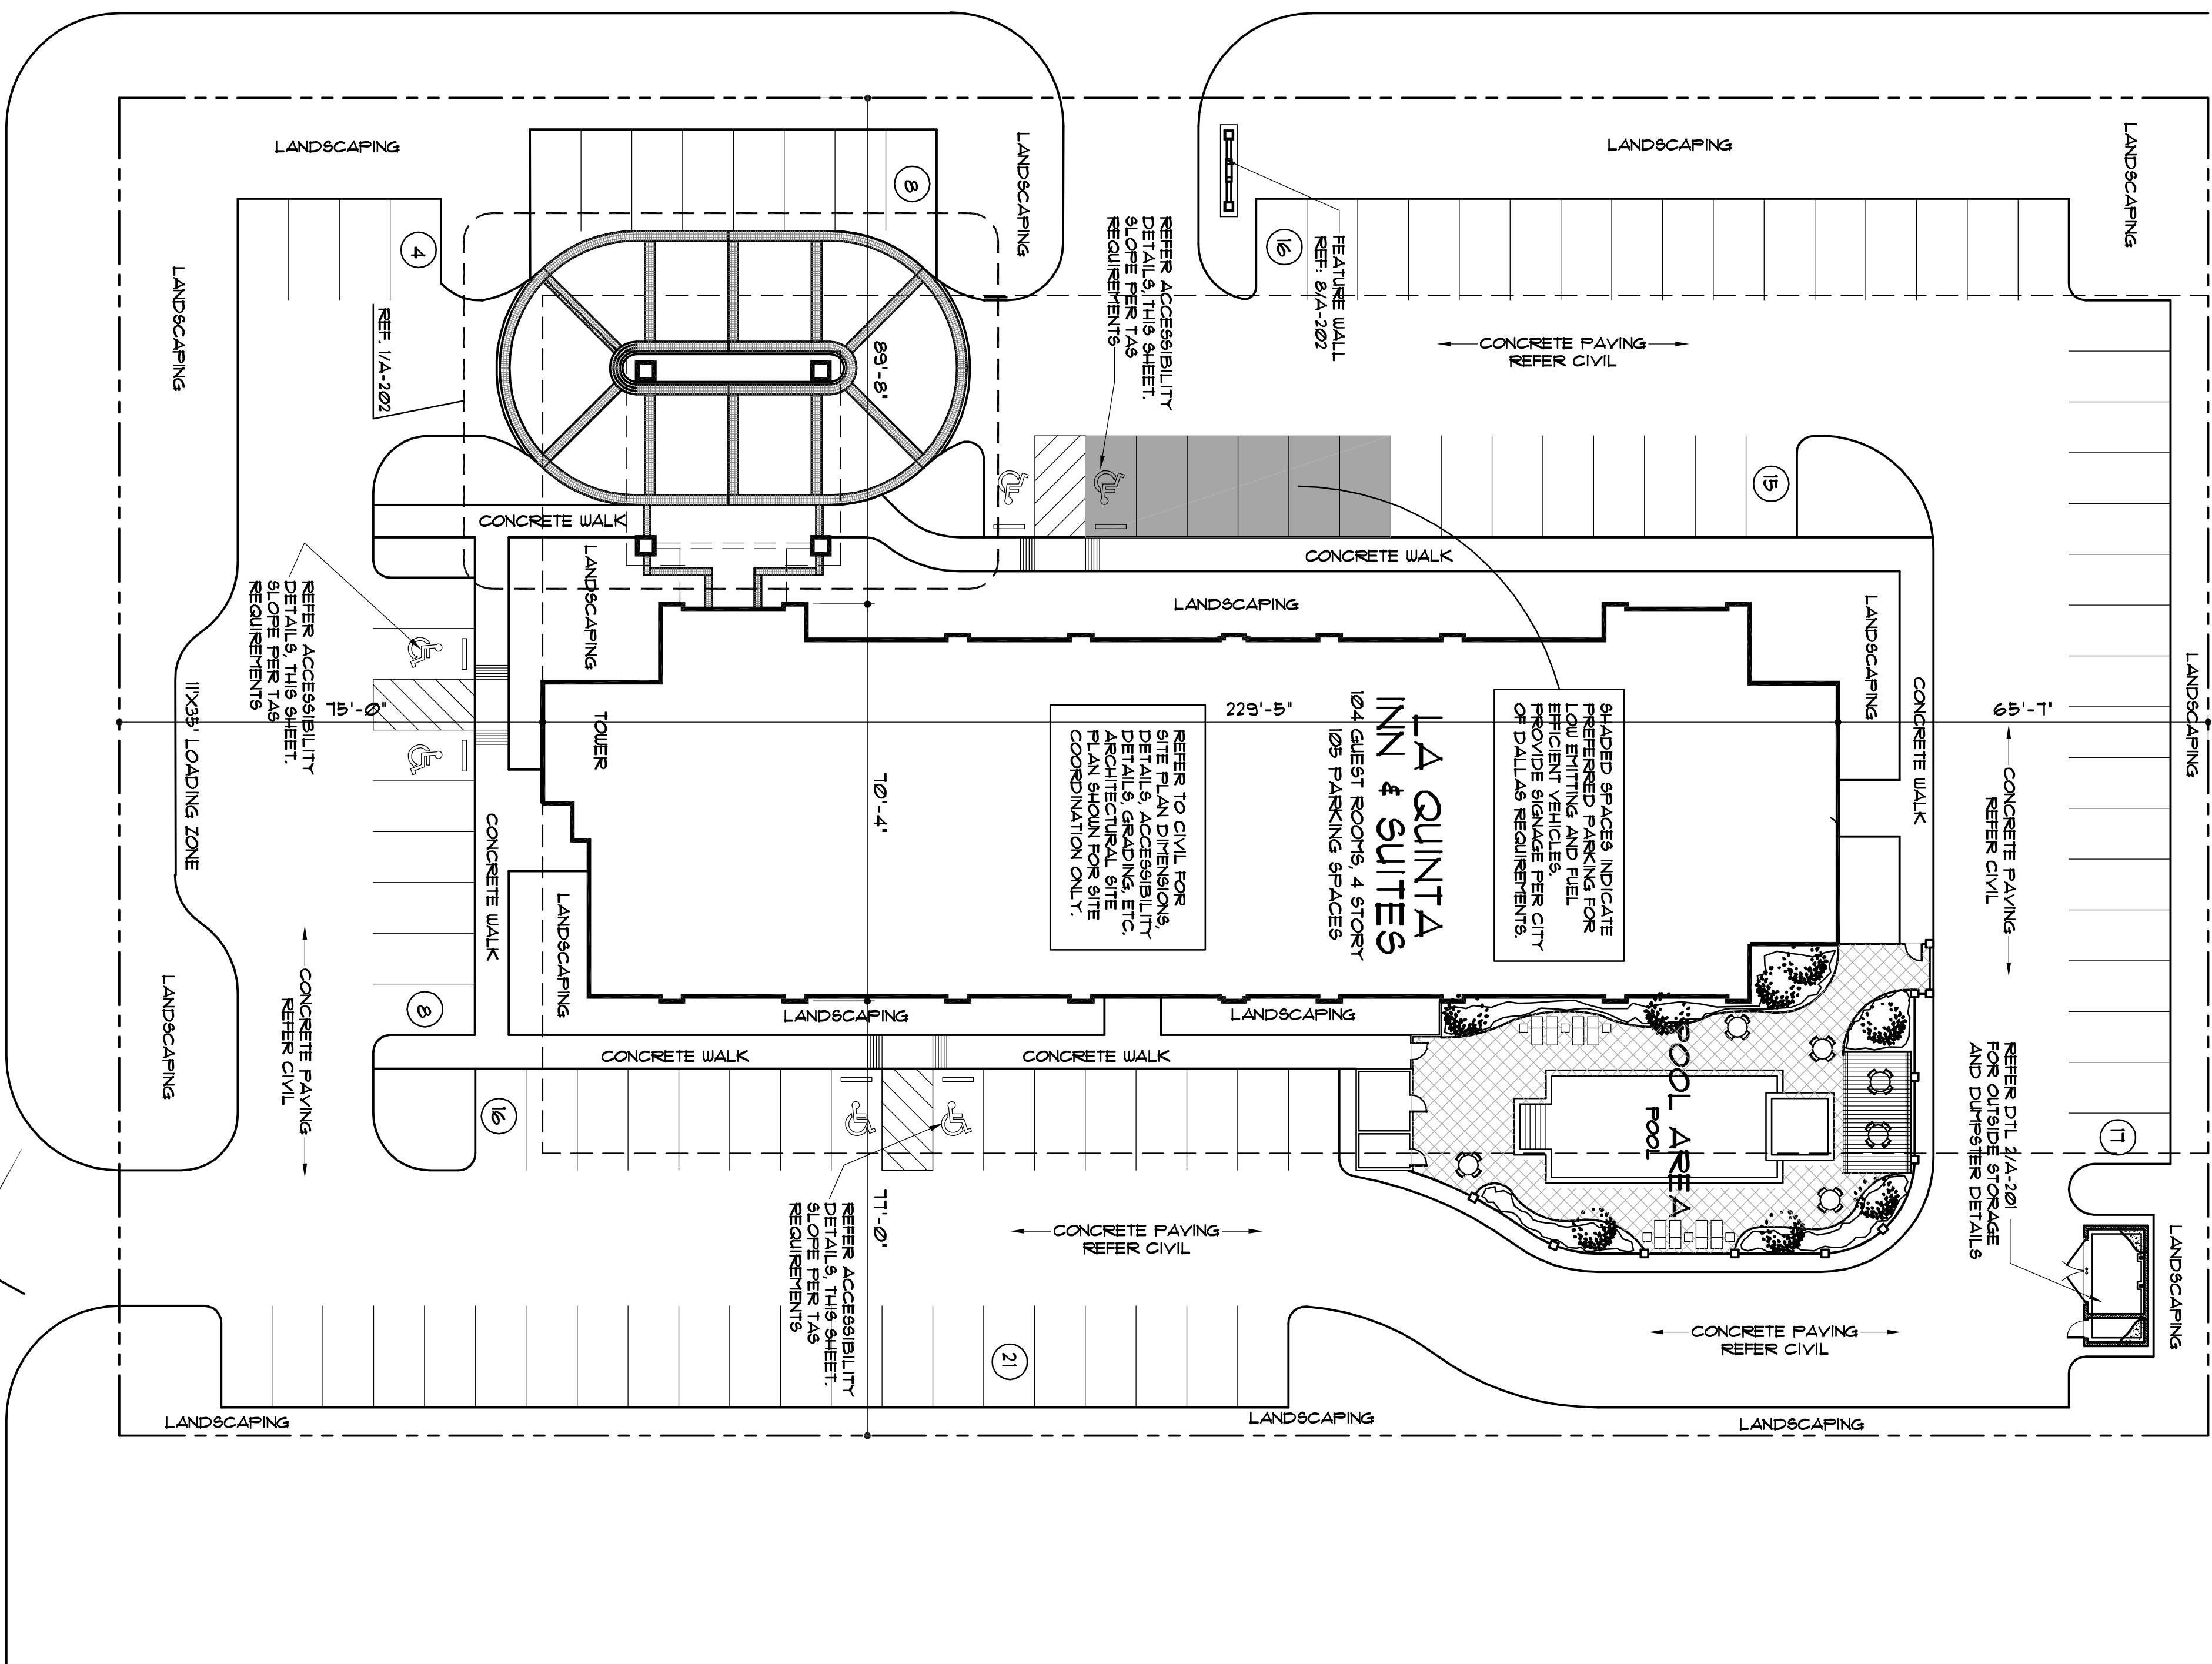 LANDSCAPING
8
LANDSCAPING
LANDSCAPING
LANDSCAPING
4
LANDSCAPING
REF. 1/A-202
89'-8"
REFER ACCESSIBILITY
DETAILS, THIS SHEET.
SLOPE PER TAS
REQUIREMENTS
16
FEATURE WALL
REF: 8/A-202
CONCRETE PAVING
REFER CIVIL
15
CONCRETE WALK
CONCRETE WALK
LANDSCAPING
LANDSCAPING
LANDSCAPING
REFER ACCESSIBILITY
DETAILS, THIS SHEET.
SLOPE PER TAS
REQUIREMENTS
11'X35' LOADING ZONE
75'-0"
TOWER
229'-5"
70'-4"
REFER TO CIVIL FOR
SITE PLAN DIMENSIONS,
DETAILS, ACCESSIBILITY
DETAILS, GRADING, ETC.
ARCHITECTURAL SITE
PLAN SHOWN FOR SITE
COORDINATION ONLY.
LA QUINTA
INN & SUITES
104 GUEST ROOMS, 4 STORY
105 PARKING SPACES
SHADED SPACES INDICATE
PREFERRED PARKING FOR
LOW EMITTING AND FUEL
EFFICIENT VEHICLES.
PROVIDE SIGNAGE PER CITY
OF DALLAS REQUIREMENTS.
CONCRETE WALK
65'-7"
CONCRETE PAVING
REFER CIVIL
LANDSCAPING
CONCRETE WALK
LANDSCAPING
LANDSCAPING
8
CONCRETE PAVING
REFER CIVIL
LANDSCAPING
LANDSCAPING
CONCRETE WALK
CONCRETE WALK
16
POOL AREA
POOL
REFER DTL 2/A-201
FOR OUTSIDE STORAGE
AND DUMPSTER DETAILS
17
LANDSCAPING
REFER ACCESSIBILITY
DETAILS, THIS SHEET.
SLOPE PER TAS
REQUIREMENTS
77'-0"
CONCRETE PAVING
REFER CIVIL
CONCRETE PAVING
REFER CIVIL
21
LANDSCAPING
LANDSCAPING
LANDSCAPING